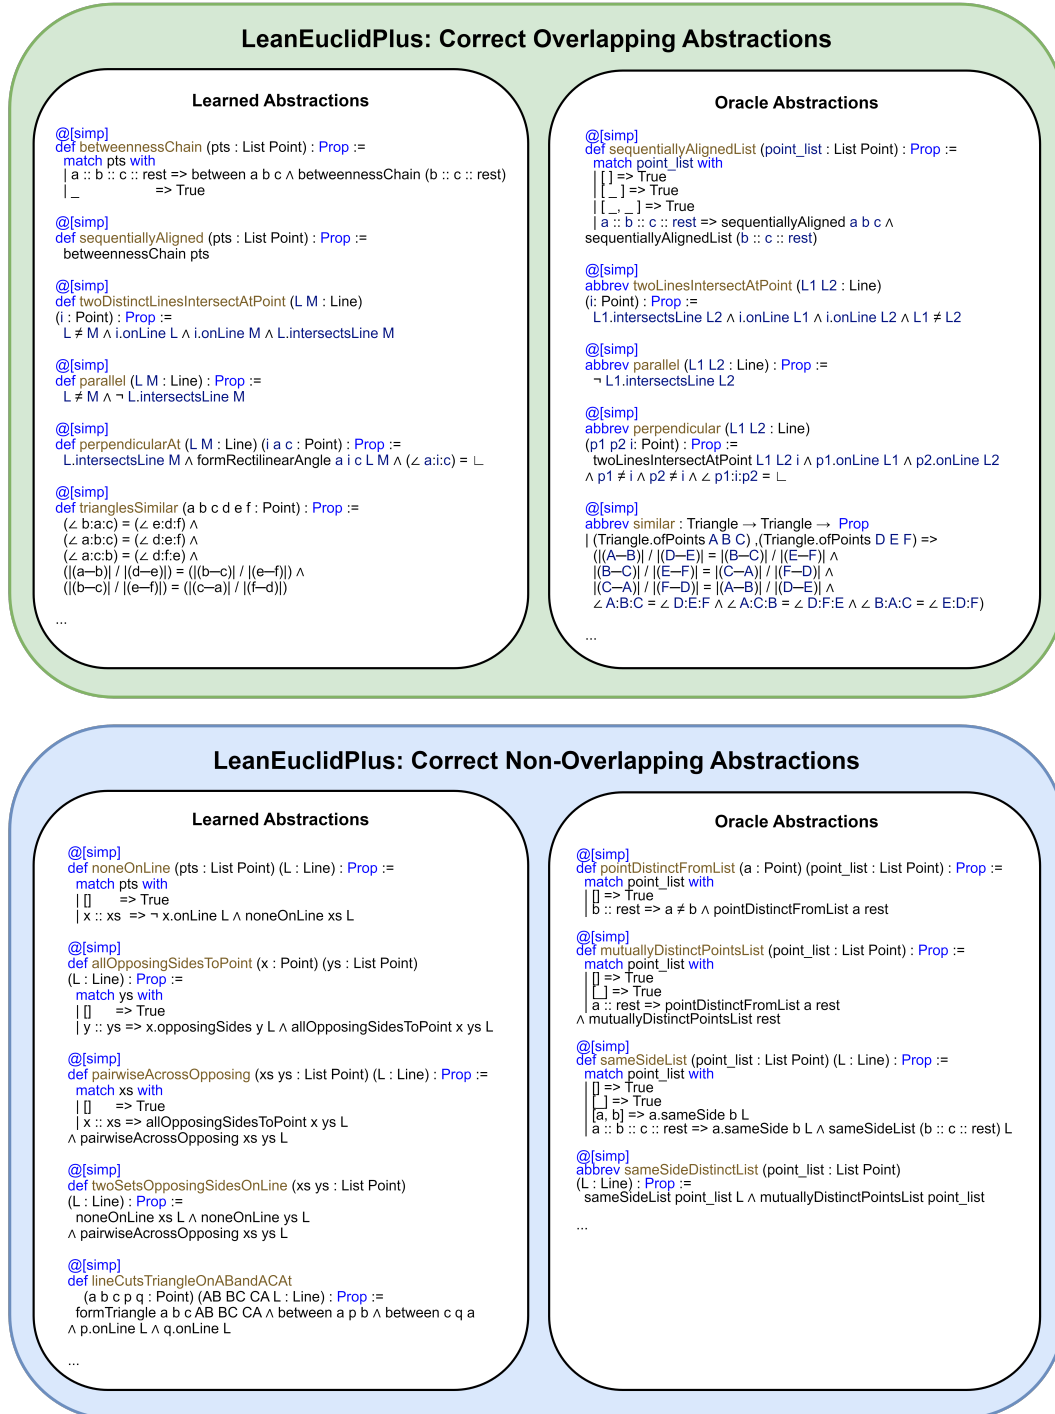 LeanEuclidPlus: Correct Overlapping Abstractions
Learned Abstractions
@[simp]
def betweennessChain (pts : List Point) : Prop :=
match pts with
| a :: b :: c :: rest => between a b c ∧ betweennessChain (b :: c :: rest)
| _ => True
@[simp]
def sequentiallyAligned (pts : List Point) : Prop :=
betweennessChain pts
@[simp]
def twoDistinctLinesIntersectAtPoint (L M : Line)
(i : Point) : Prop :=
L ≠ M ∧ i.onLine L ∧ i.onLine M ∧ L.intersectsLine M
@[simp]
def parallel (L M : Line) : Prop :=
L ≠ M ∧ ¬ L.intersectsLine M
@[simp]
def perpendicularAt (L M : Line) (i a c : Point) : Prop :=
L.intersectsLine M ∧ formRectilinearAngle a i c L M ∧ (∠ a:i:c) = ∟
@[simp]
def trianglesSimilar (a b c d e f : Point) : Prop :=
(∠ b:a:c) = (∠ e:d:f) ∧
(∠ a:b:c) = (∠ d:e:f) ∧
(∠ a:c:b) = (∠ d:f:e) ∧
(|(a─b)| / |(d─e)|) = (|(b─c)| / |(e─f)|) ∧
(|(b─c)| / |(e─f)|) = (|(c─a)| / |(f─d)|)
...
Oracle Abstractions
@[simp]
def sequentiallyAlignedList (point_list : List Point) : Prop :=
match point_list with
| [ ] => True
| [ _ ] => True
| [ _, _ ] => True
| a :: b :: c :: rest => sequentiallyAligned a b c ∧
sequentiallyAlignedList (b :: c :: rest)
@[simp]
abbrev twoLinesIntersectAtPoint (L1 L2 : Line)
(i: Point) : Prop :=
L1.intersectsLine L2 ∧ i.onLine L1 ∧ i.onLine L2 ∧ L1 ≠ L2
@[simp]
abbrev parallel (L1 L2 : Line) : Prop :=
¬ L1.intersectsLine L2
@[simp]
abbrev perpendicular (L1 L2 : Line)
(p1 p2 i: Point) : Prop :=
twoLinesIntersectAtPoint L1 L2 i ∧ p1.onLine L1 ∧ p2.onLine L2
∧ p1 ≠ i ∧ p2 ≠ i ∧ ∠ p1:i:p2 = ∟
@[simp]
abbrev similar : Triangle → Triangle → Prop
| (Triangle.ofPoints A B C) ,(Triangle.ofPoints D E F) =>
(|(A─B)| / |(D─E)| = |(B─C)| / |(E─F)| ∧
|(B─C)| / |(E─F)| = |(C─A)| / |(F─D)| ∧
|(C─A)| / |(F─D)| = |(A─B)| / |(D─E)| ∧
∠ A:B:C = ∠ D:E:F ∧ ∠ A:C:B = ∠ D:F:E ∧ ∠ B:A:C = ∠ E:D:F)
...
LeanEuclidPlus: Correct Non-Overlapping Abstractions
Learned Abstractions
@[simp]
def noneOnLine (pts : List Point) (L : Line) : Prop :=
match pts with
| [] => True
| x :: xs => ¬ x.onLine L ∧ noneOnLine xs L
@[simp]
def allOpposingSidesToPoint (x : Point) (ys : List Point)
(L : Line) : Prop :=
match ys with
| [] => True
| y :: ys => x.opposingSides y L ∧ allOpposingSidesToPoint x ys L
@[simp]
def pairwiseAcrossOpposing (xs ys : List Point) (L : Line) : Prop :=
match xs with
| [] => True
| x :: xs => allOpposingSidesToPoint x ys L
∧ pairwiseAcrossOpposing xs ys L
@[simp]
def twoSetsOpposingSidesOnLine (xs ys : List Point)
(L : Line) : Prop :=
noneOnLine xs L ∧ noneOnLine ys L
∧ pairwiseAcrossOpposing xs ys L
@[simp]
def lineCutsTriangleOnABandACAt
(a b c p q : Point) (AB BC CA L : Line) : Prop :=
formTriangle a b c AB BC CA ∧ between a p b ∧ between c q a
∧ p.onLine L ∧ q.onLine L
...
Oracle Abstractions
@[simp]
def pointDistinctFromList (a : Point) (point_list : List Point) : Prop :=
match point_list with
| [] => True
| b :: rest => a ≠ b ∧ pointDistinctFromList a rest
@[simp]
def mutuallyDistinctPointsList (point_list : List Point) : Prop :=
match point_list with
| [] => True
| [_] => True
| a :: rest => pointDistinctFromList a rest
∧ mutuallyDistinctPointsList rest
@[simp]
def sameSideList (point_list : List Point) (L : Line) : Prop :=
match point_list with
| [] => True
| [_] => True
| [a, b] => a.sameSide b L
| a :: b :: c :: rest => a.sameSide b L ∧ sameSideList (b :: c :: rest) L
@[simp]
abbrev sameSideDistinctList (point_list : List Point)
(L : Line) : Prop :=
sameSideList point_list L ∧ mutuallyDistinctPointsList point_list
...